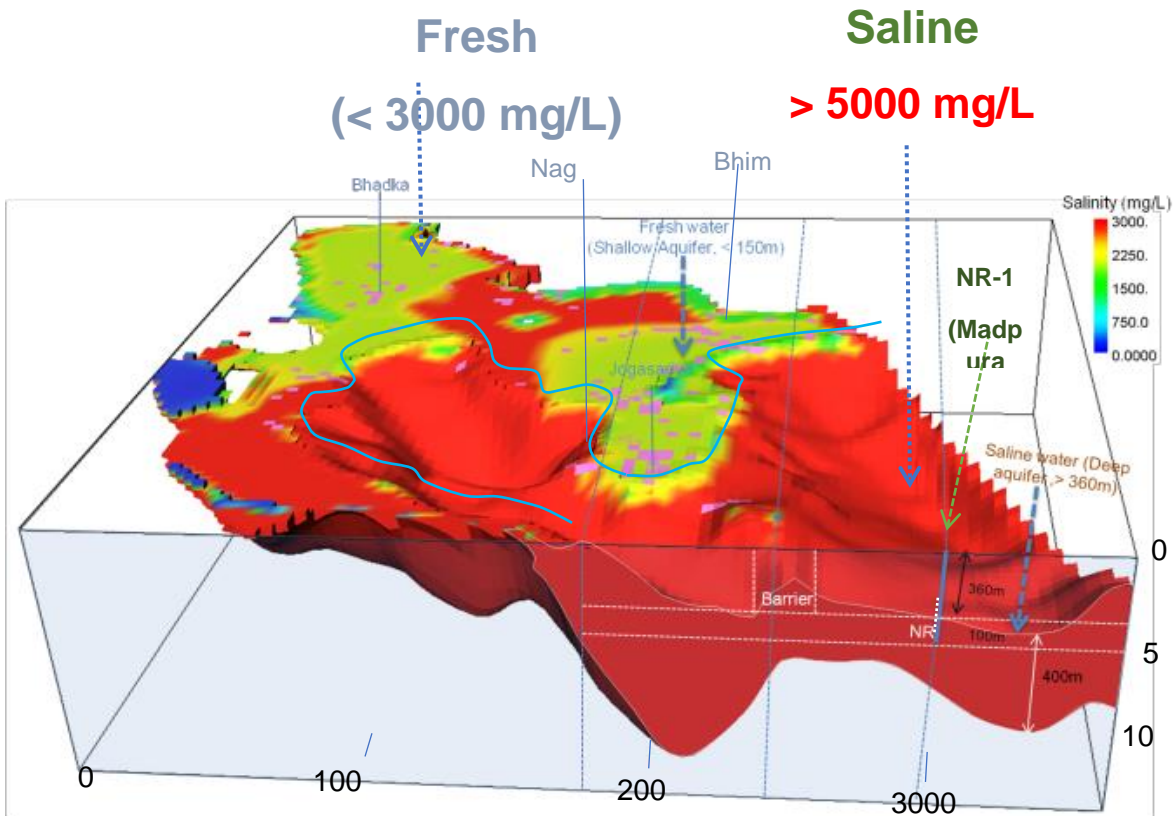 Fresh
(< 3000 mg/L)
Saline
> 5000 mg/L
Bhadka
Nag
Bhim
Fresh water
(Shallow Aquifer, < 150m)
Salinity (mg/L)
3000.
2250.
1500
750.0
0.0000
NR-1
(Madp
ura
Saline water (Deep
aquifer, > 360m)
Barrier
NR
360m
100m
400m
0
5
10
0
100
200
3000